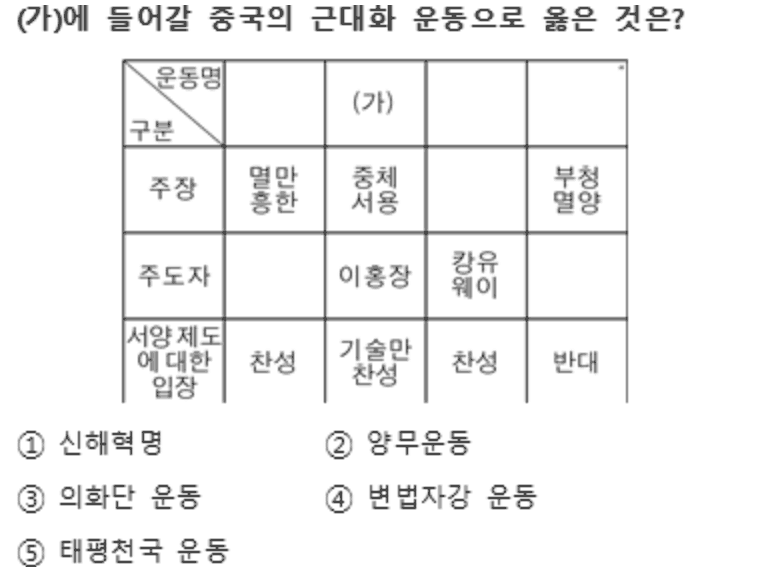 (가)에 들어갈 중국의 근대화 운동으로 옳은 것은?
운동명
구분
(가)
주장
멸만
흥한
중체
서용
부청
멸양
주도자
이홍장
캉유
웨이
서양 제도
에 대한
입장
찬성
기술만
찬성
찬성
반대
① 신해혁명
② 양무운동
③ 의화단 운동
④ 변법자강 운동
⑤ 태평천국 운동